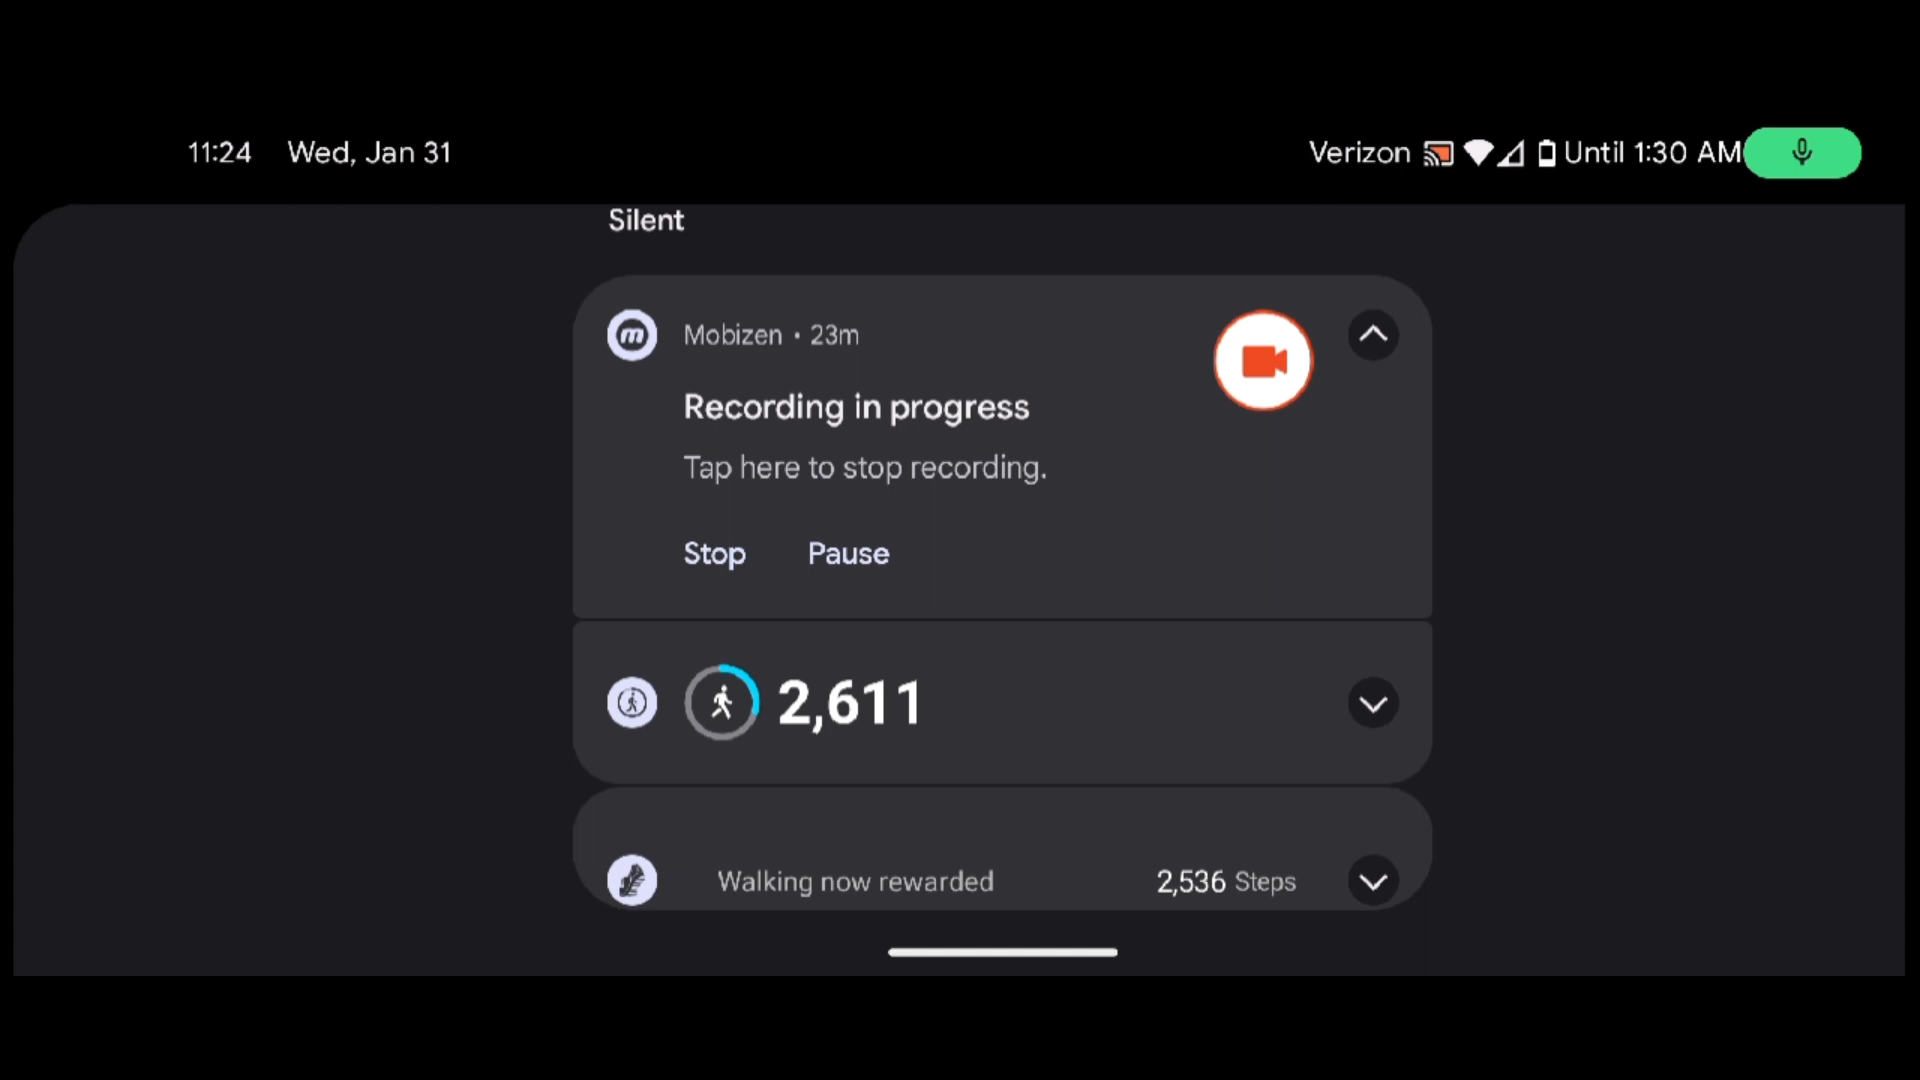 11:24 Wed, Jan 31 Verizon Until 1:30 AM
Silent
m Mobizen • 23m
Recording in progress
Tap here to stop recording.
Stop Pause
2,611
Walking now rewarded 2,536 Steps